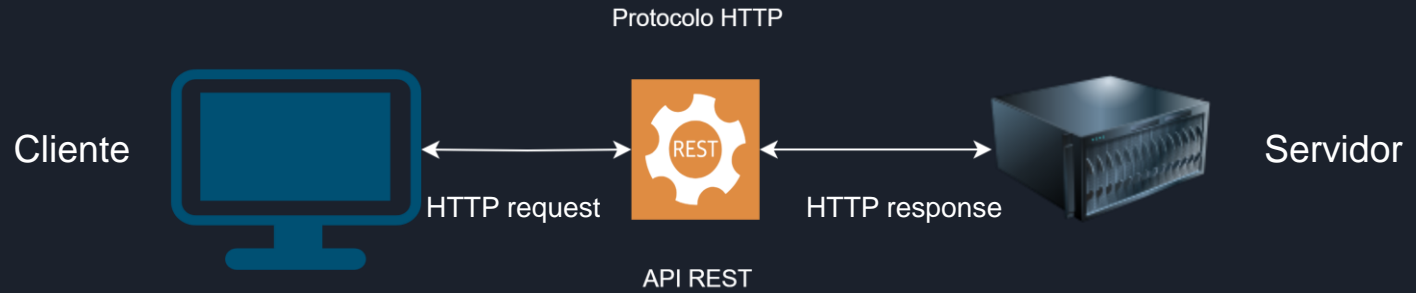 Protocolo HTTP
Cliente
REST
Servidor
HTTP request
HTTP response
API REST